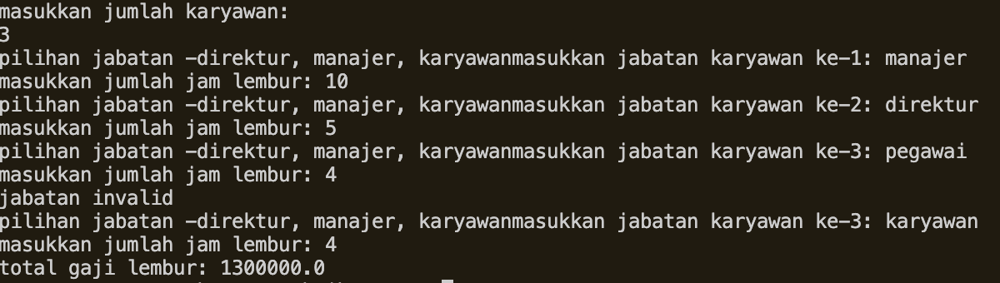 masukkan jumlah karyawan:
3
pilihan jabatan -direktur, manajer, karyawanmasukkan jabatan karyawan ke-1: manajer
masukkan jumlah jam lembur: 10
pilihan jabatan -direktur, manajer, karyawanmasukkan jabatan karyawan ke-2: direktur
masukkan jumlah jam lembur: 5
pilihan jabatan -direktur, manajer, karyawanmasukkan jabatan karyawan ke-3: pegawai
masukkan jumlah jam lembur: 4
jabatan invalid
pilihan jabatan -direktur, manajer, karyawanmasukkan jabatan karyawan ke-3: karyawan
masukkan jumlah jam lembur: 4
total gaji lembur: 1300000.0